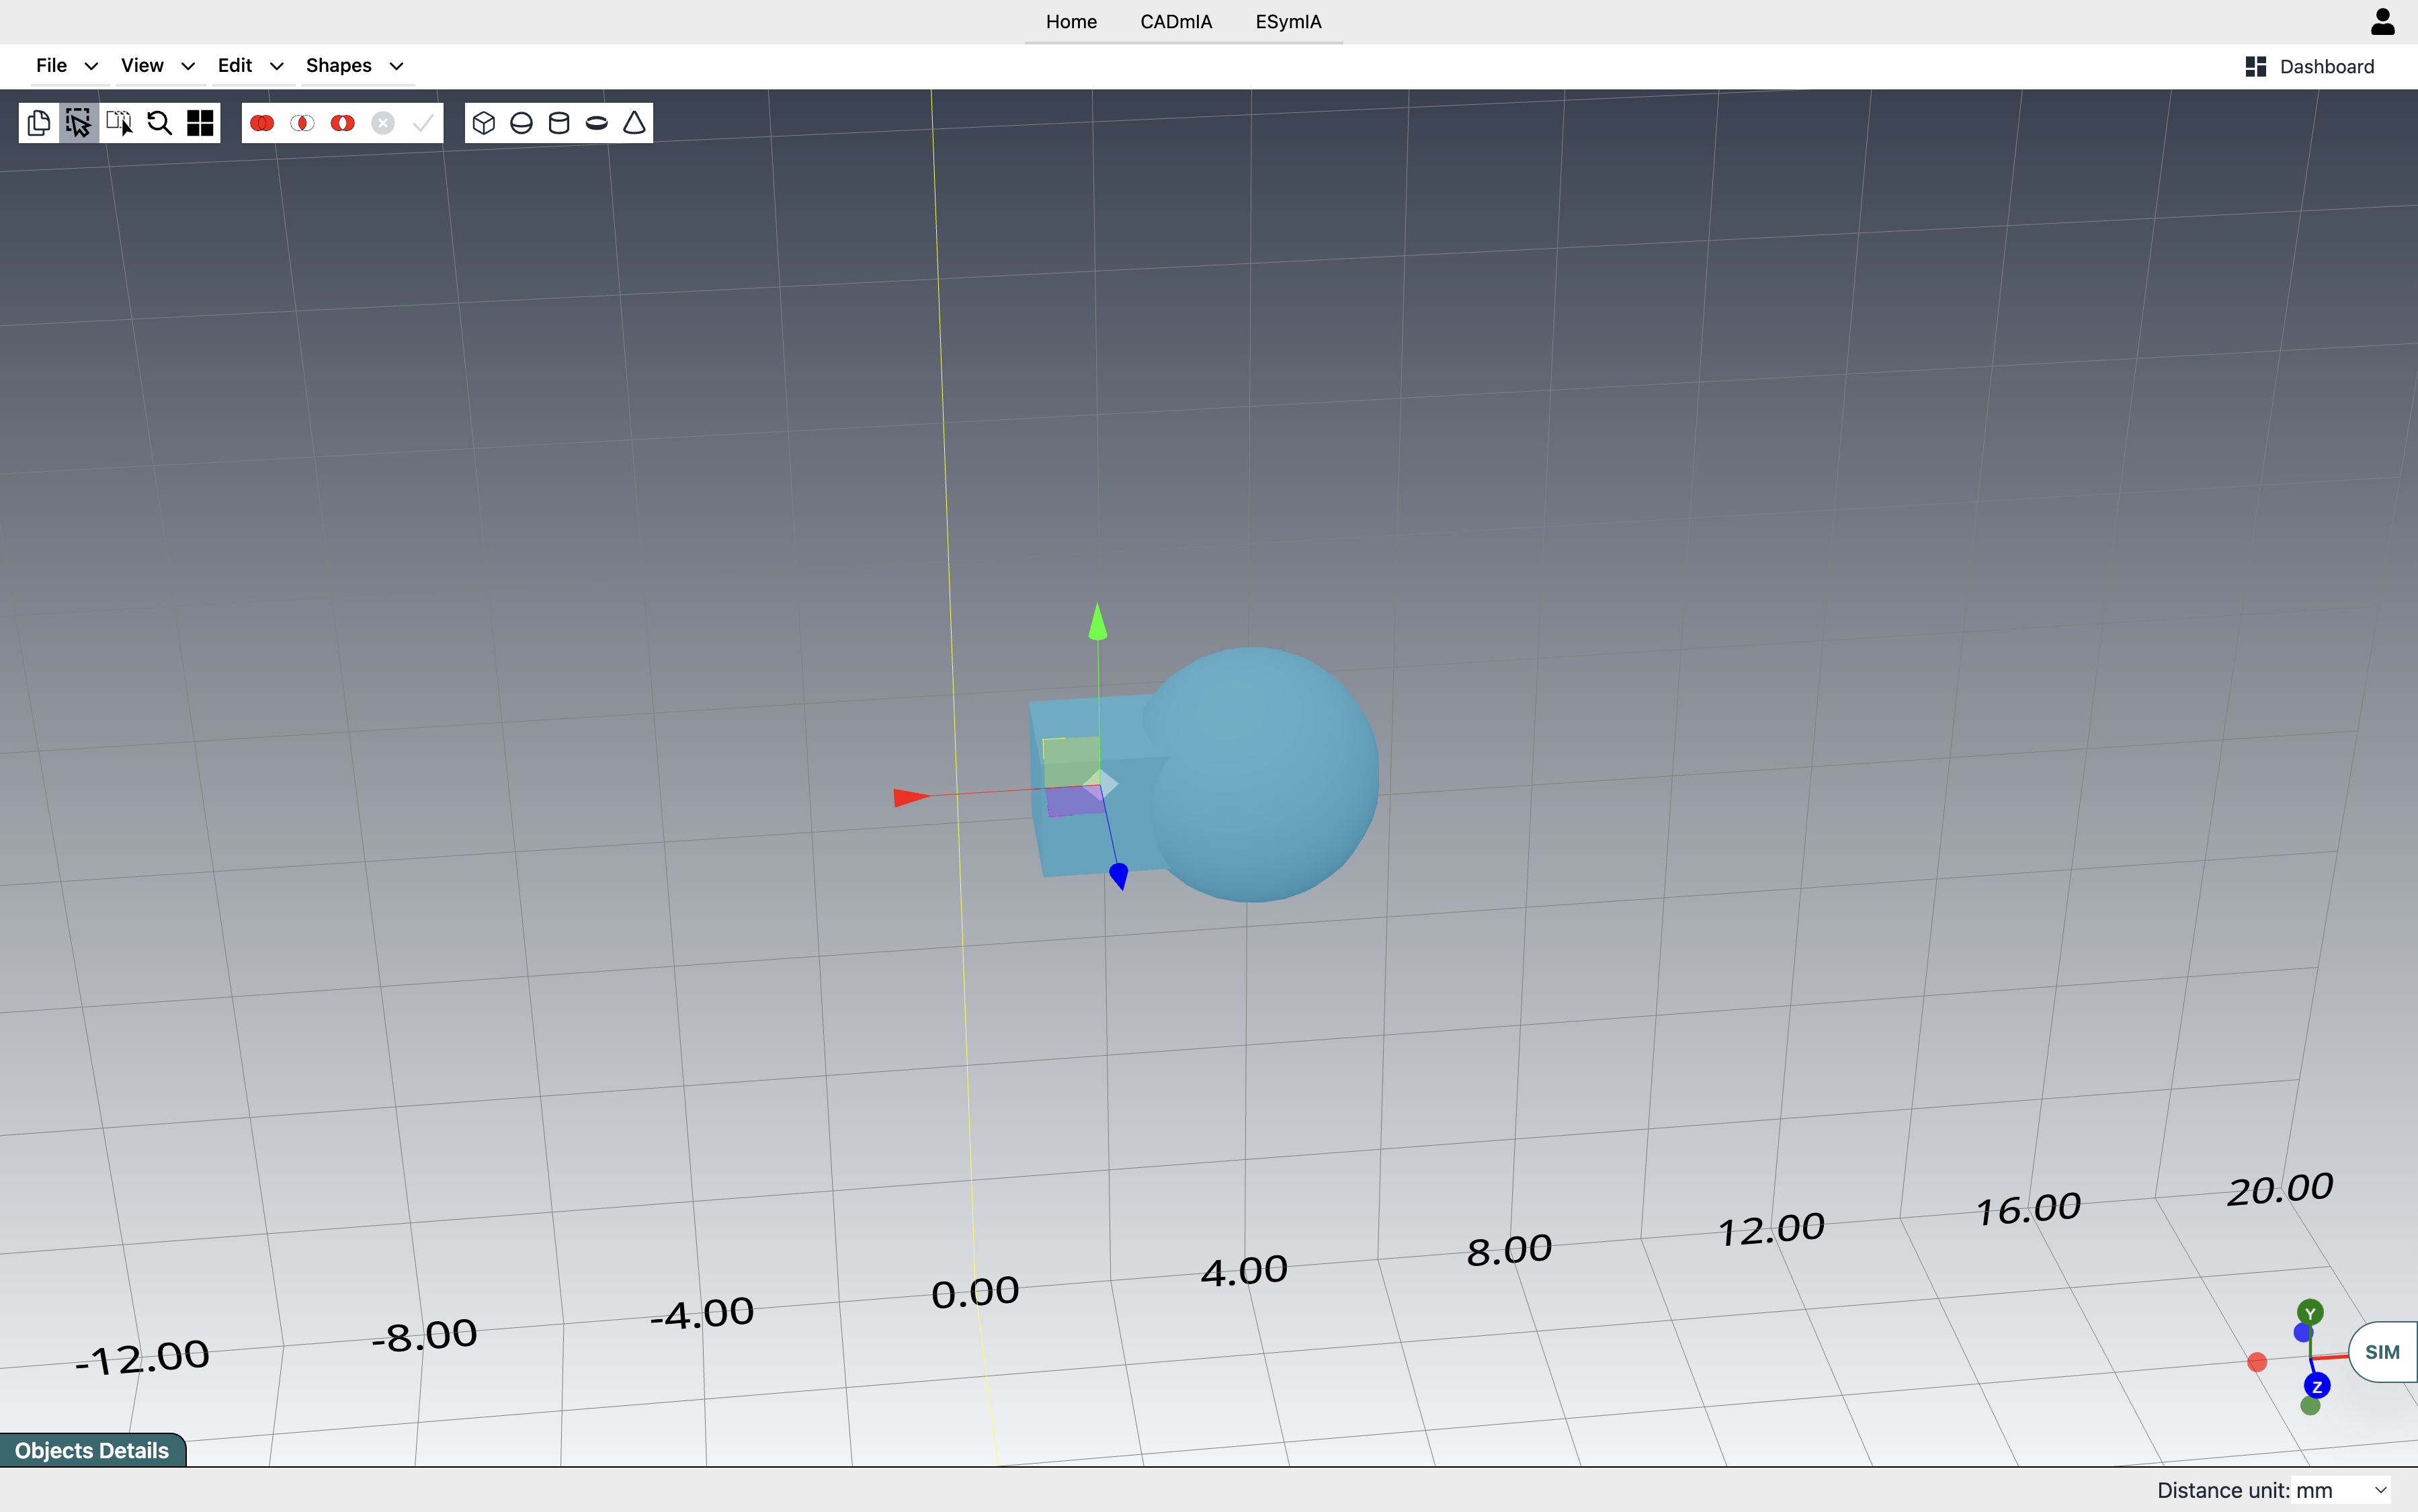 Home CADmIA ESymIA
File View Edit Shapes Dashboard
20.00
16.00
12.00
8.00
4.00
0.00
-4.00
-8.00
-12.00
Y
SIM
Z
Objects Details
Distance unit: mm